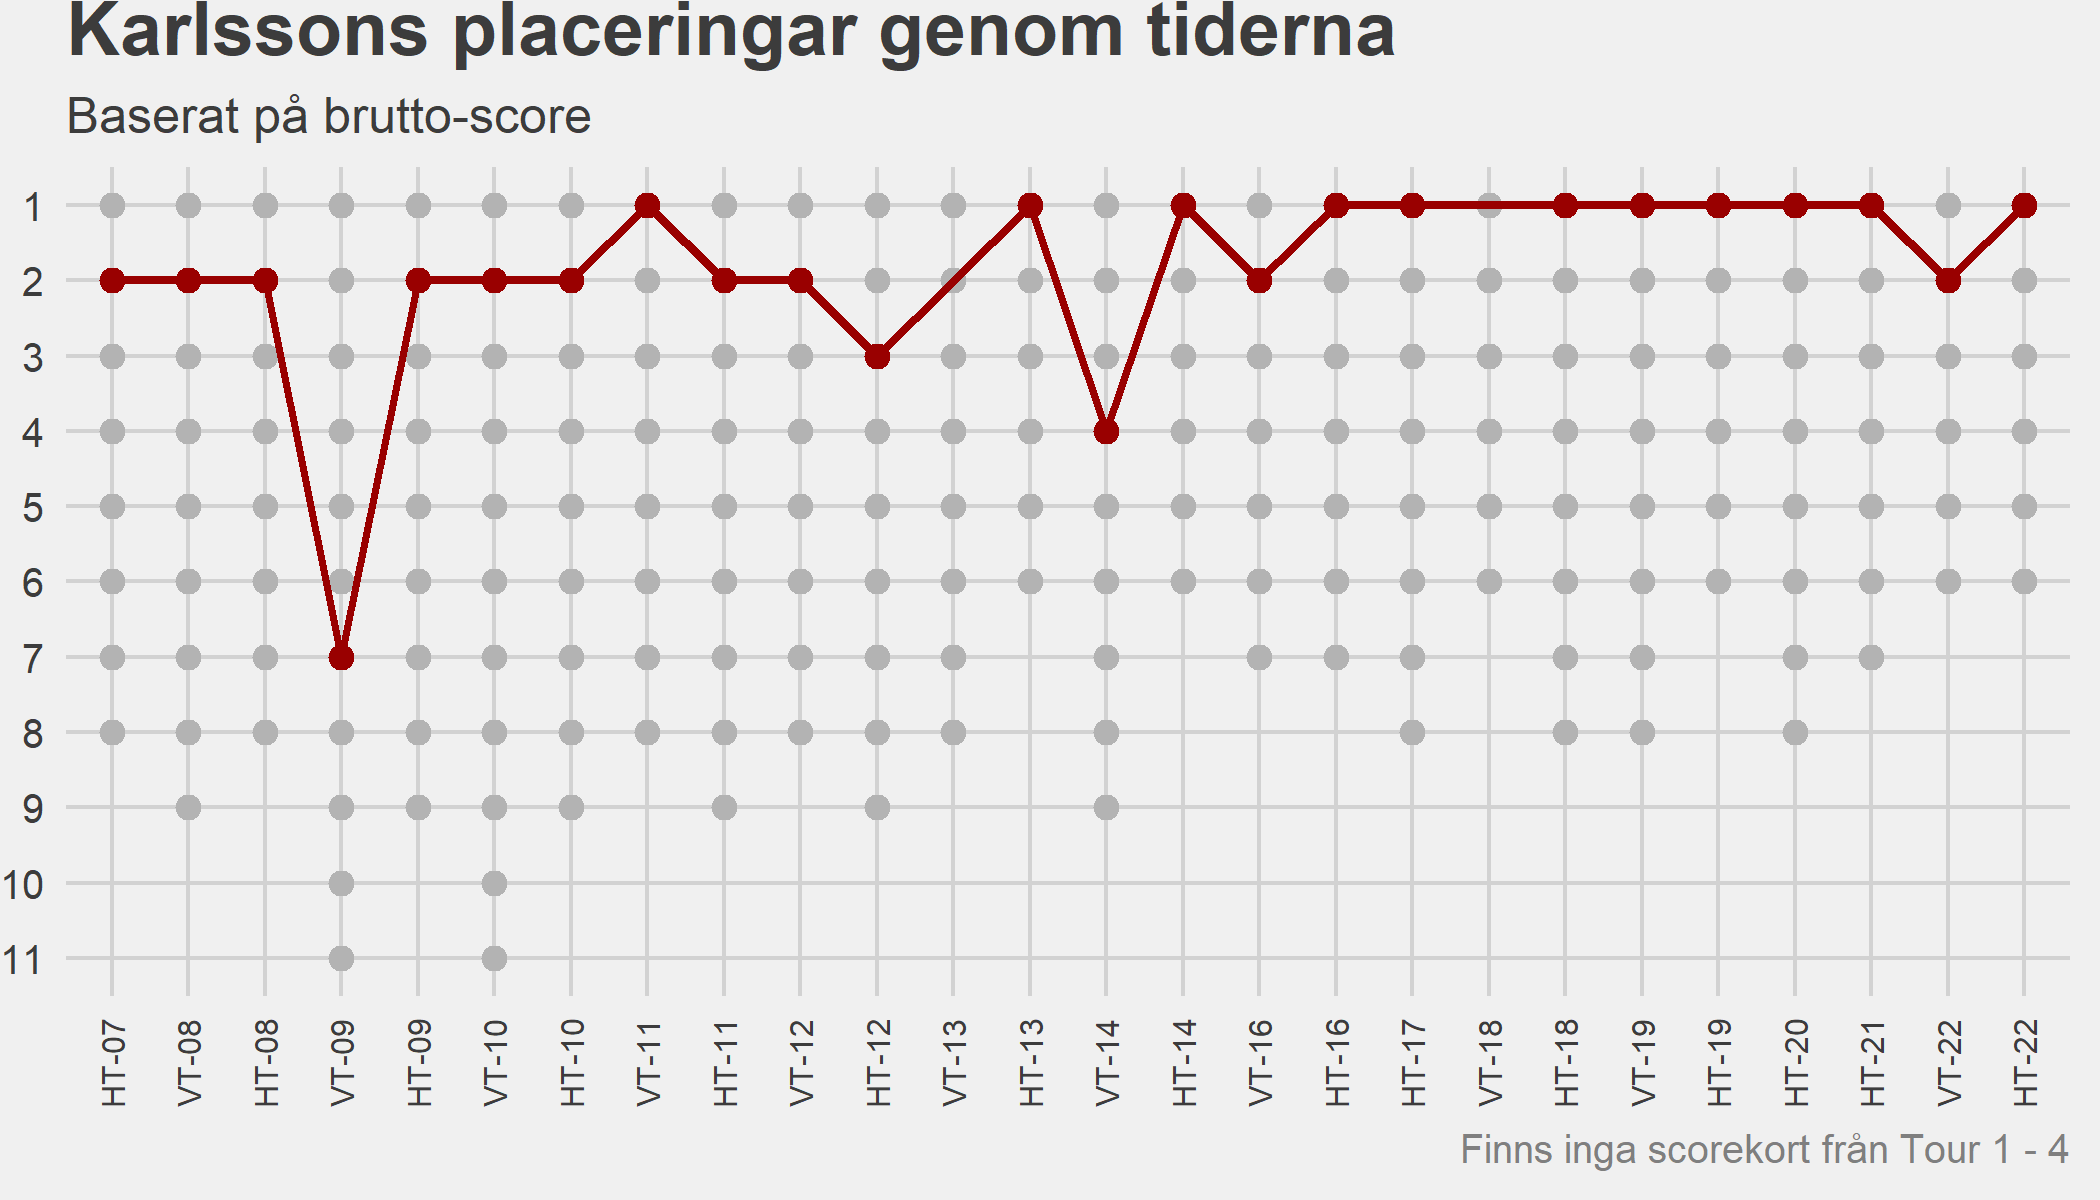 Karlssons placeringar genom tiderna
Baserat på brutto-score
1
2
3
4
5
6
7
8
9
10
11
HT-07
VT-08
HT-08
VT-09
HT-09
VT-10
HT-10
VT-11
HT-11
VT-12
HT-12
VT-13
HT-13
VT-14
HT-14
VT-16
HT-16
HT-17
VT-18
HT-18
VT-19
HT-19
HT-20
HT-21
VT-22
HT-22
Finns inga scorekort från Tour 1 - 4